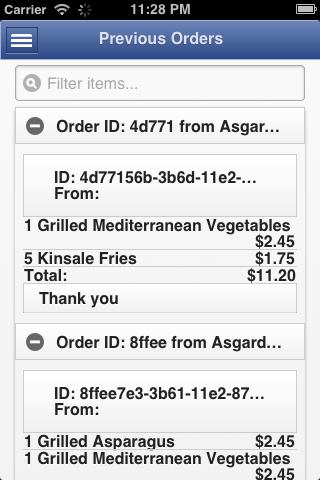 Carrier 11:28 PM
Previous Orders
Filter items...
Order ID: 4d771 from Asgar...
ID: 4d77156b-3b6d-11e2-...
From:
1 Grilled Mediterranean Vegetables
$2.45
5 Kinsale Fries $1.75
Total: $11.20
Thank you
Order ID: 8ffee from Asgard...
ID: 8ffee7e3-3b61-11e2-87...
From:
1 Grilled Asparagus $2.45
1 Grilled Mediterranean Vegetables
$2.45